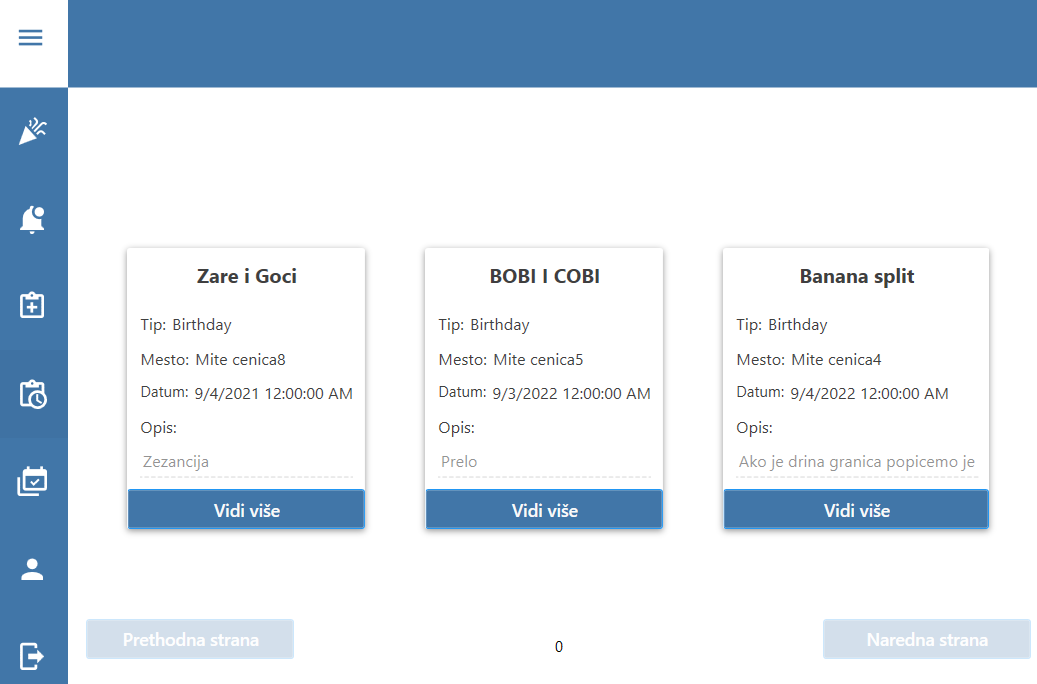 Zare i Goci
Tip: Birthday
Mesto: Mite cenica8
Datum: 9/4/2021 12:00:00 AM
Opis:
Zezancija
Vidi više
BOBI I COBI
Tip: Birthday
Mesto: Mite cenica5
Datum: 9/3/2022 12:00:00 AM
Opis:
Prelo
Vidi više
Banana split
Tip: Birthday
Mesto: Mite cenica4
Datum: 9/4/2022 12:00:00 AM
Opis:
Ako je drina granica popicemo je
Vidi više
Prethodna strana
0
Naredna strana